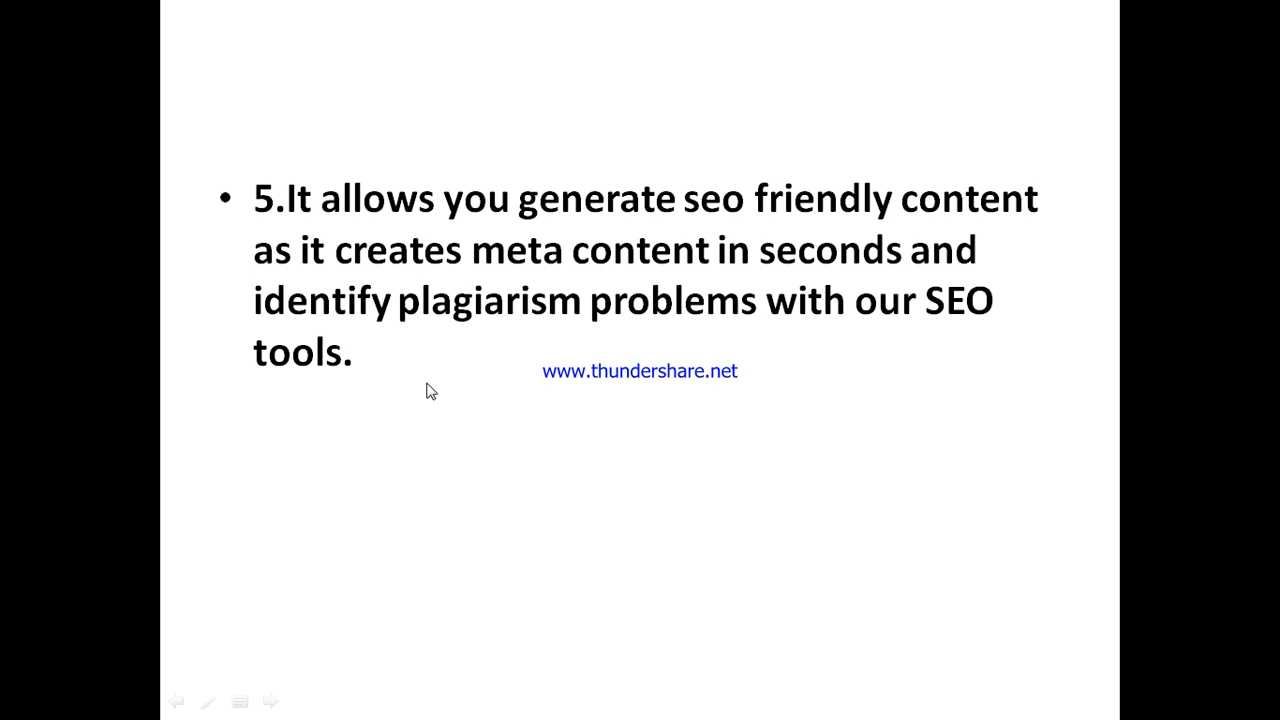 • 5.It allows you generate seo friendly content
as it creates meta content in seconds and
identify plagiarism problems with our SEO
tools.
www.thundershare.net